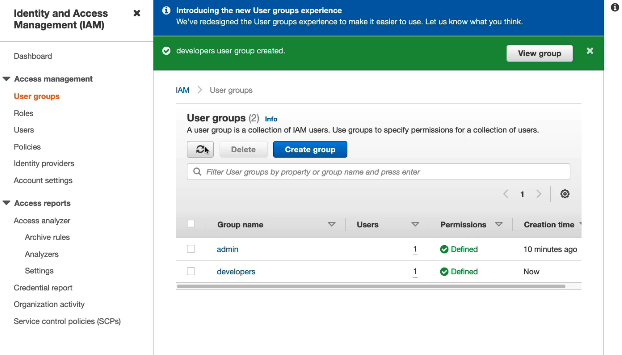 Identity and Access
Management (IAM)
Dashboard
Access management
User groups
Roles
Users
Policies
Identity providers
Account settings
Access reports
Access analyzer
Archive rules
Analyzers
Settings
Credential report
Organization activity
Service control policies (SCPs)
Introducing the new User groups experience
We've redesigned the User groups experience to make it easier to use. Let us know what you think.
developers user group created.
View group
IAM
User groups
User groups (2) Info
A user group is a collection of IAM users. Use groups to specify permissions for a collection of users.
Delete
Create group
Filter User groups by property or group name and press enter
1
Group name Users Permissions Creation time
admin 1 Defined 10 minutes ago
developers 1 Defined Now